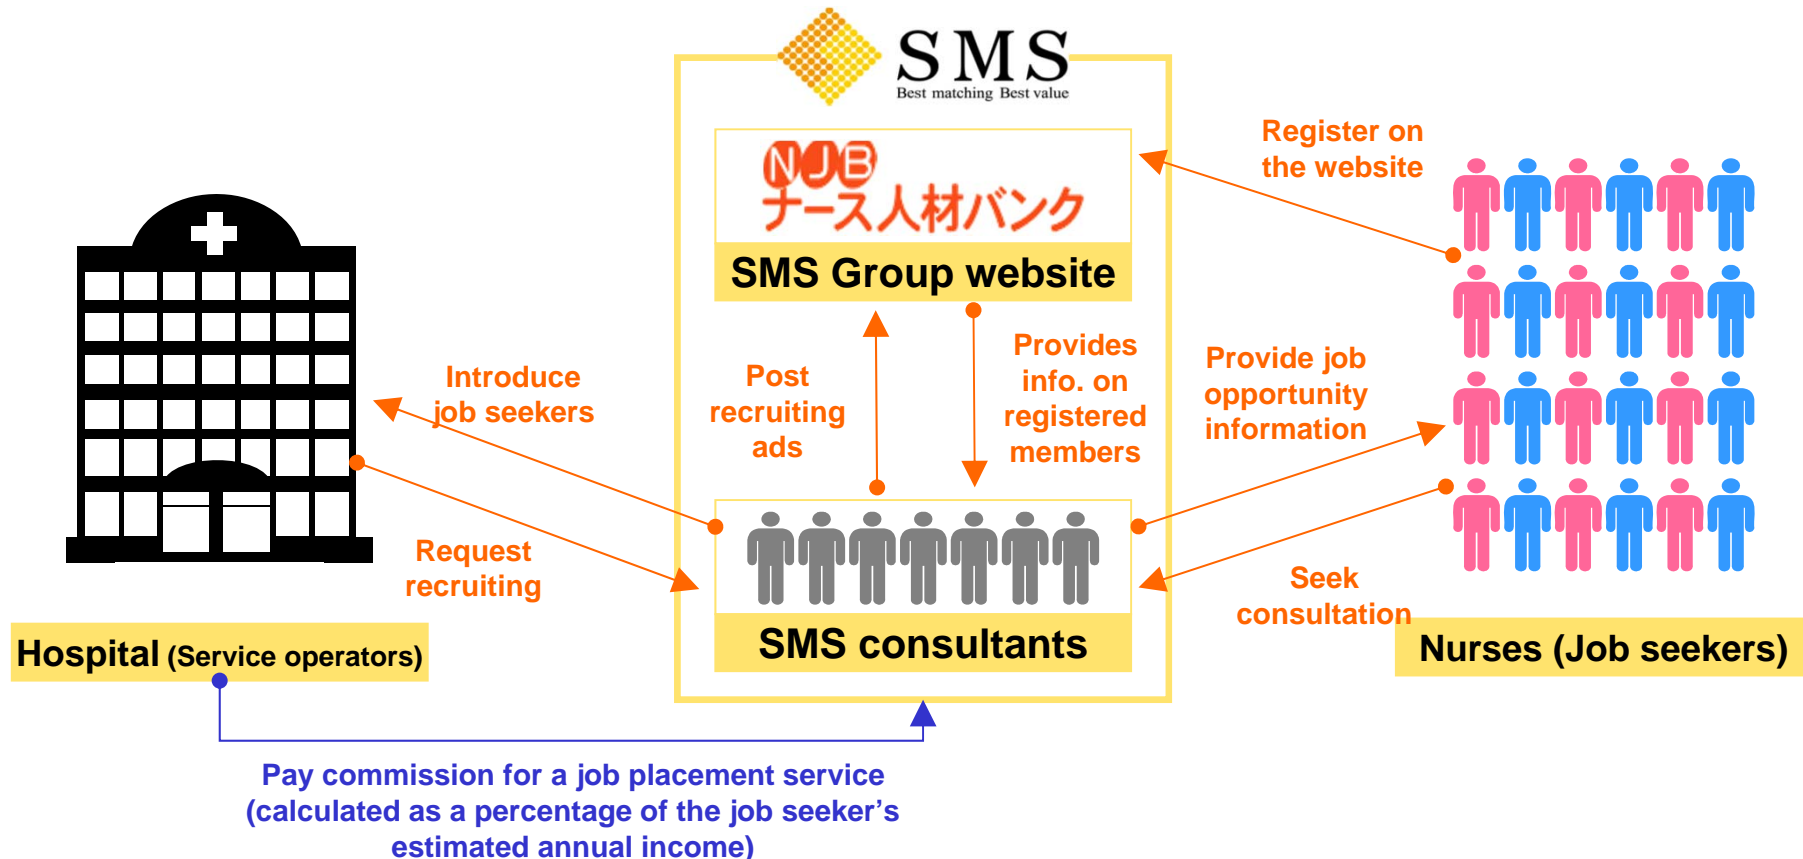 SMS
Best matching Best value
NJB
ナース人材バンク
SMS Group website
Register on
the website
Introduce
job seekers
Post
recruiting
ads
Provides
info. on
registered
members
Provide job
opportunity
information
Request
recruiting
Seek
consultation
Hospital (Service operators)
SMS consultants
Nurses (Job seekers)
Pay commission for a job placement service
(calculated as a percentage of the job seeker’s
estimated annual income)